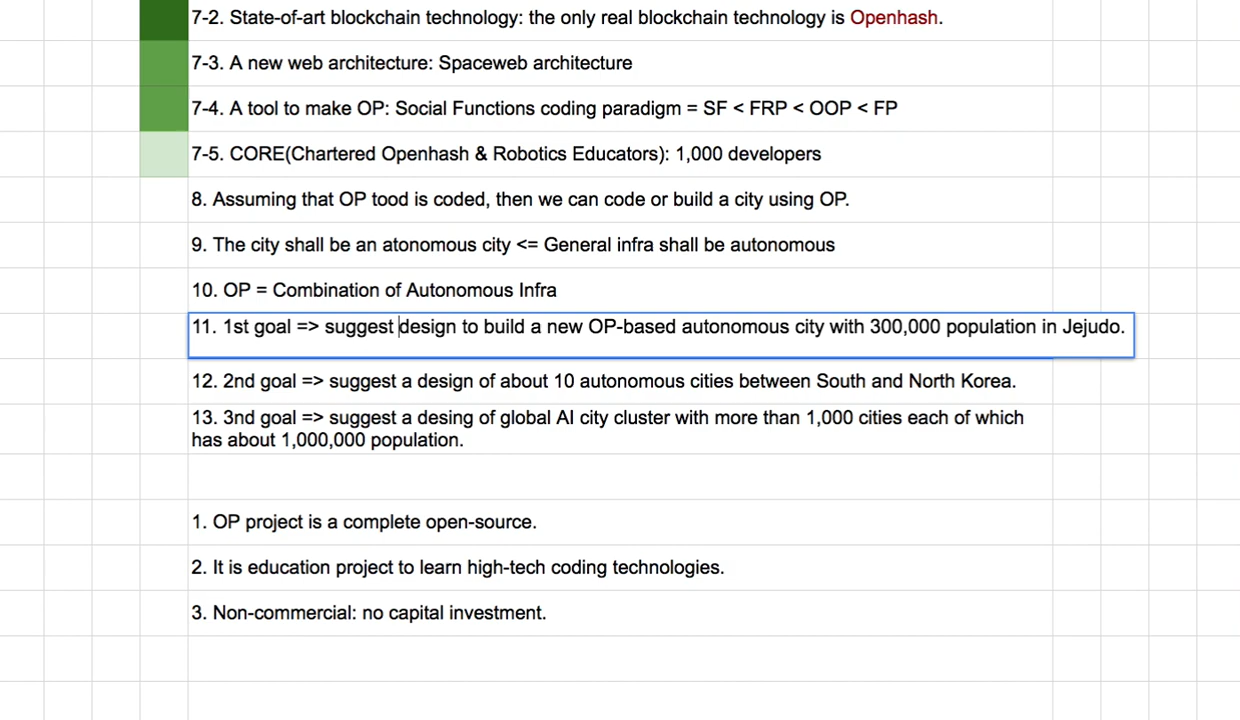 7-2. State-of-art blockchain technology: the only real blockchain technology is Openhash.
7-3. A new web architecture: Spaceweb architecture
7-4. A tool to make OP: Social Functions coding paradigm = SF < FRP < OOP < FP
7-5. CORE(Chartered Openhash & Robotics Educators): 1,000 developers
8. Assuming that OP tood is coded, then we can code or build a city using OP.
9. The city shall be an atonomous city <= General infra shall be autonomous
10. OP = Combination of Autonomous Infra
11. 1st goal => suggest design to build a new OP-based autonomous city with 300,000 population in Jejudo.
12. 2nd goal => suggest a design of about 10 autonomous cities between South and North Korea.
13. 3nd goal => suggest a desing of global AI city cluster with more than 1,000 cities each of which
has about 1,000,000 population.
1. OP project is a complete open-source.
2. It is education project to learn high-tech coding technologies.
3. Non-commercial: no capital investment.